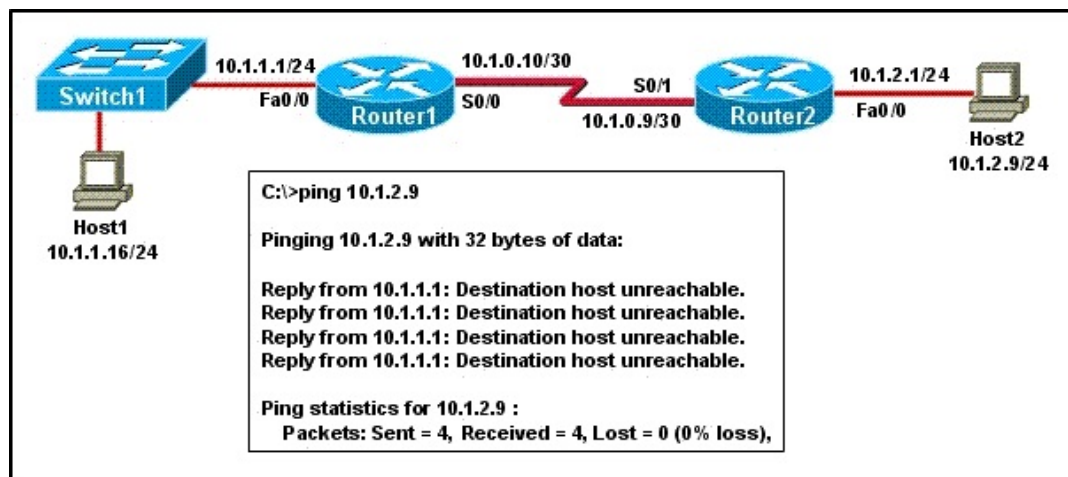 10.1.1.1/24
10.1.0.10/30
Switch1
Fa0/0
Router1
S0/0
S0/1
10.1.0.9/30
Router2
10.1.2.1/24
Fa0/0
Host2
10.1.2.9/24
Host1
10.1.1.16/24
C:\>ping 10.1.2.9
Pinging 10.1.2.9 with 32 bytes of data:
Reply from 10.1.1.1: Destination host unreachable.
Reply from 10.1.1.1: Destination host unreachable.
Reply from 10.1.1.1: Destination host unreachable.
Reply from 10.1.1.1: Destination host unreachable.
Ping statistics for 10.1.2.9 :
Packets: Sent = 4, Received = 4, Lost = 0 (0% loss),